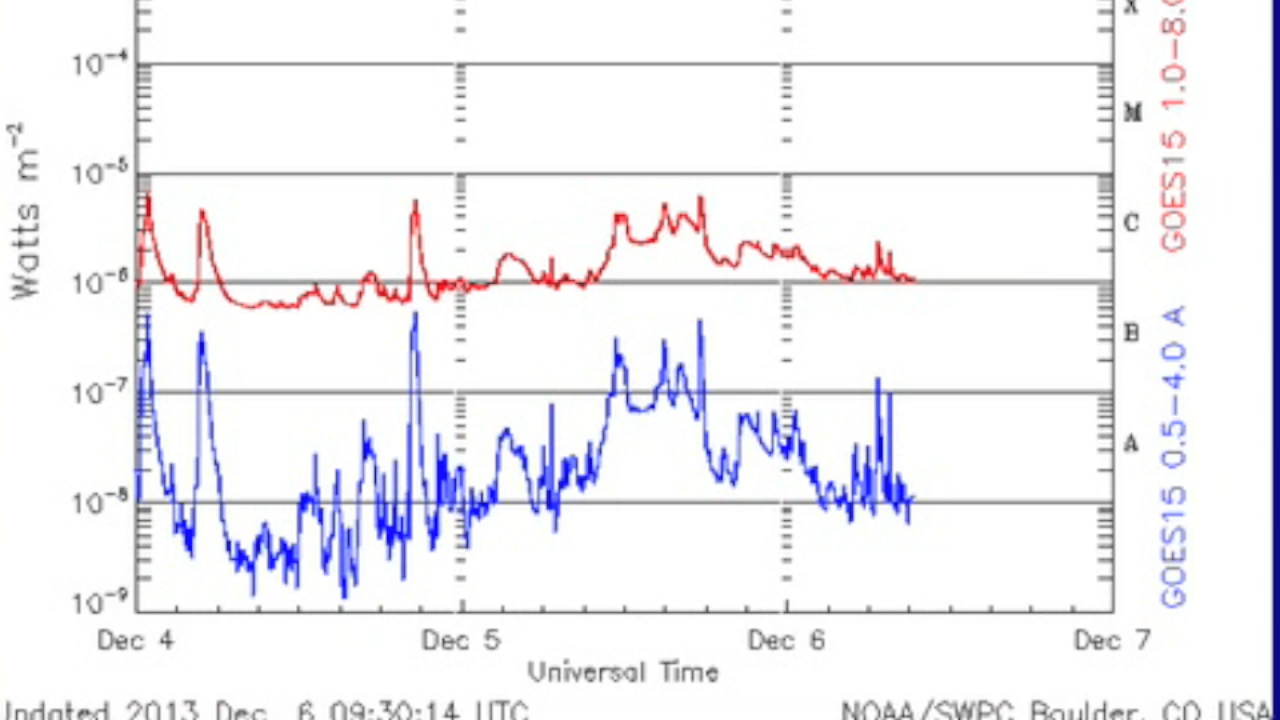 X
10-4
M
10-5
C
10-6
B
10-7
A
10-8
10-9
Watts m-2
GOES15 1.0-8.0
GOES15 0.5-4.0 A
Dec 4 Dec 5 Dec 6 Dec 7
Universal Time
Updated 2013 Dec 6 09:30:14 UTC NOAA/SWPC Boulder, CO USA